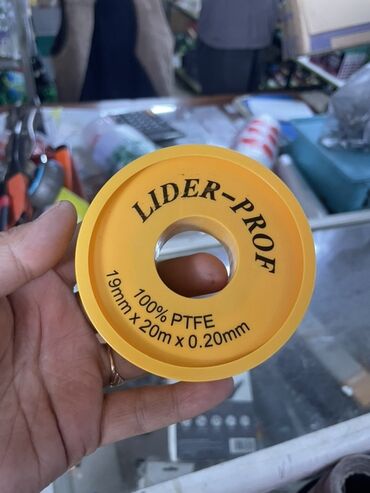 LIDER-PROF
100% PTFE
19mm x 20m x 0.20mm